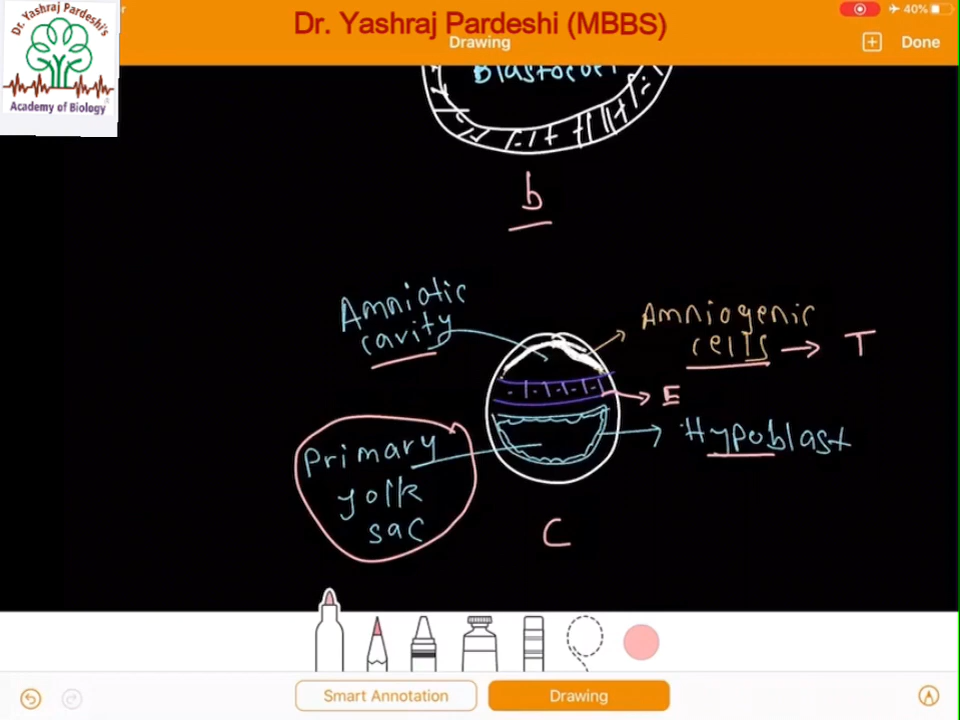 Dr. Yashraj Pardeshi (MBBS)
Dr. Yashraj Pardeshi's
Academy of Biology
40%
Drawing
Done
Blastocoel
b
Amniotic
cavity
Amniogenic
cells → T
E
Hypoblast
Primary
yolk
sac
C
Smart Annotation
Drawing